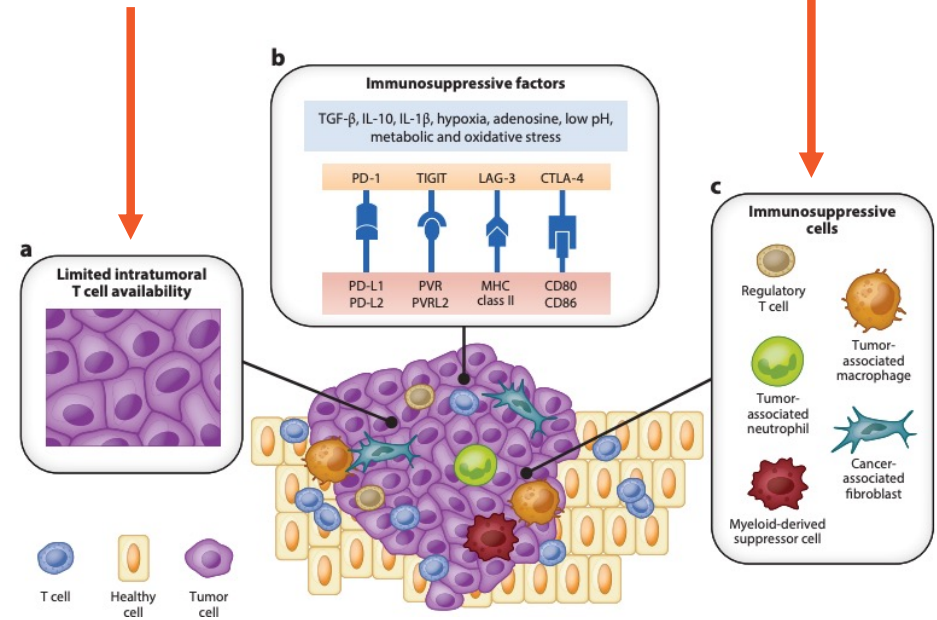 b
Immunosuppressive factors
TGF-β, IL-10, IL-1β, hypoxia, adenosine, low pH,
metabolic and oxidative stress
PD-1 TIGIT LAG-3 CTLA-4
PD-L1 PVR MHC CD80
PD-L2 PVRL2 class II CD86
a
Limited intratumoral
T cell availability
c
Immunosuppressive
cells
Regulatory
T cell
Tumor-
associated
macrophage
Tumor-
associated
neutrophil
Cancer-
associated
fibroblast
Myeloid-derived
suppressor cell
T cell
Healthy
cell
Tumor
cell